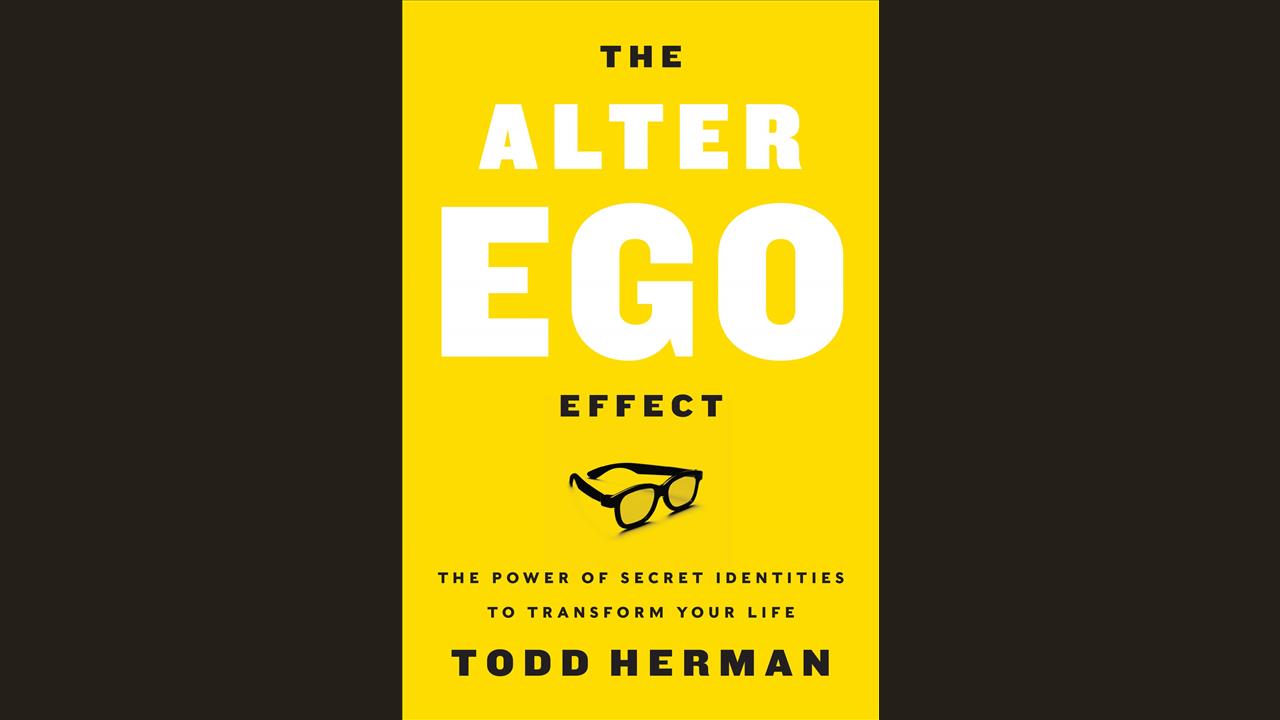 THE
ALTER
EGO
EFFECT
THE POWER OF SECRET IDENTITIES
TO TRANSFORM YOUR LIFE
TODD HERMAN